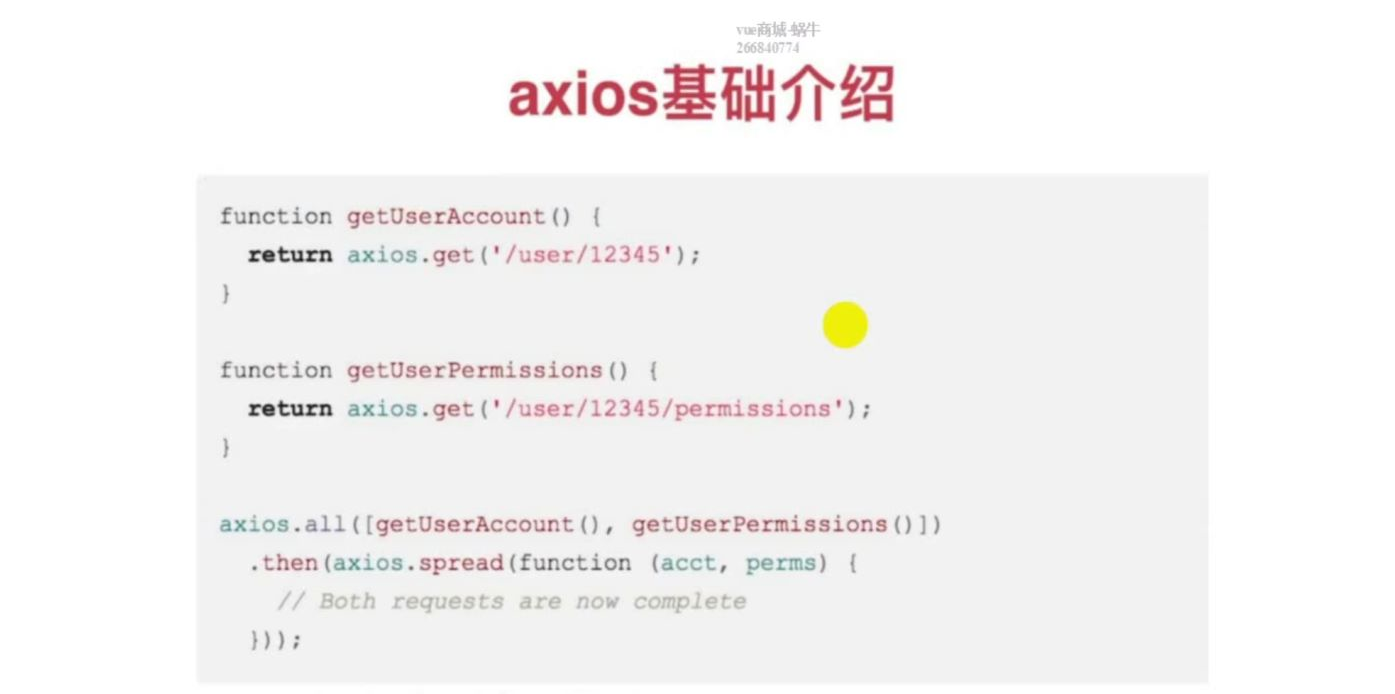 vue商城-蜗牛
266840774
axios基础介绍
function getUserAccount() {
  return axios.get('/user/12345');
}
function getUserPermissions() {
  return axios.get('/user/12345/permissions');
}
axios.all([getUserAccount(), getUserPermissions()])
  .then(axios.spread(function (acct, perms) {
    // Both requests are now complete
  }));